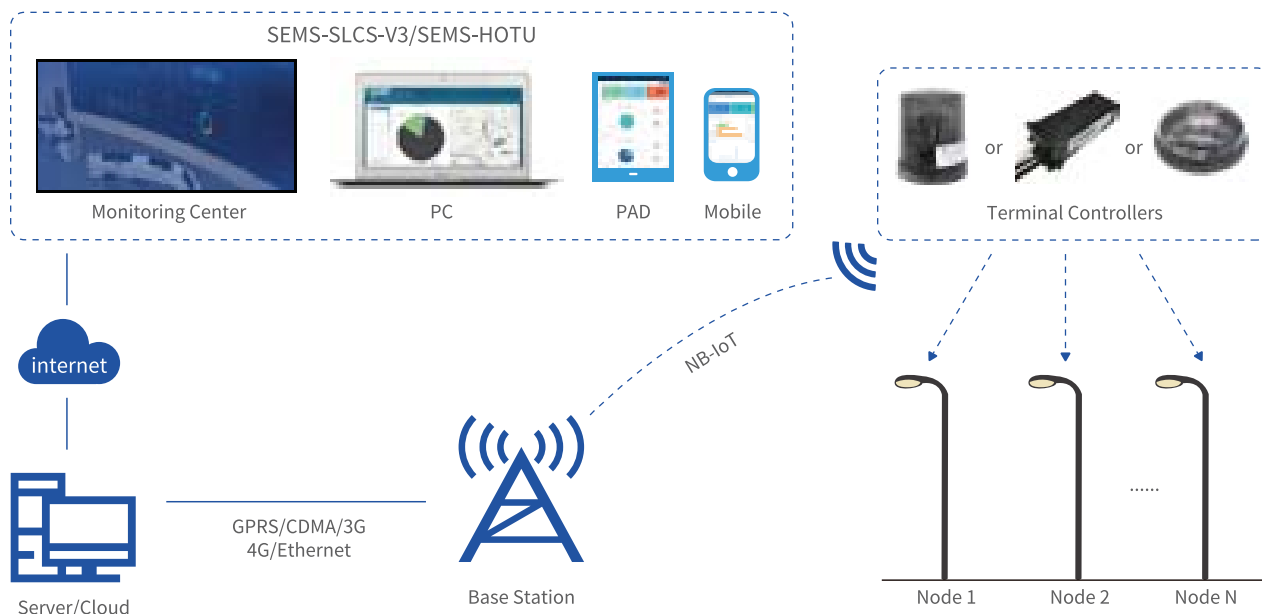 SEMS-SLCS-V3/SEMS-HOTU
Monitoring Center
PC
PAD
Mobile
or
or
Terminal Controllers
internet
NB-IoT
GPRS/CDMA/3G
4G/Ethernet
Server/Cloud
Base Station
......
Node 1
Node 2
Node N